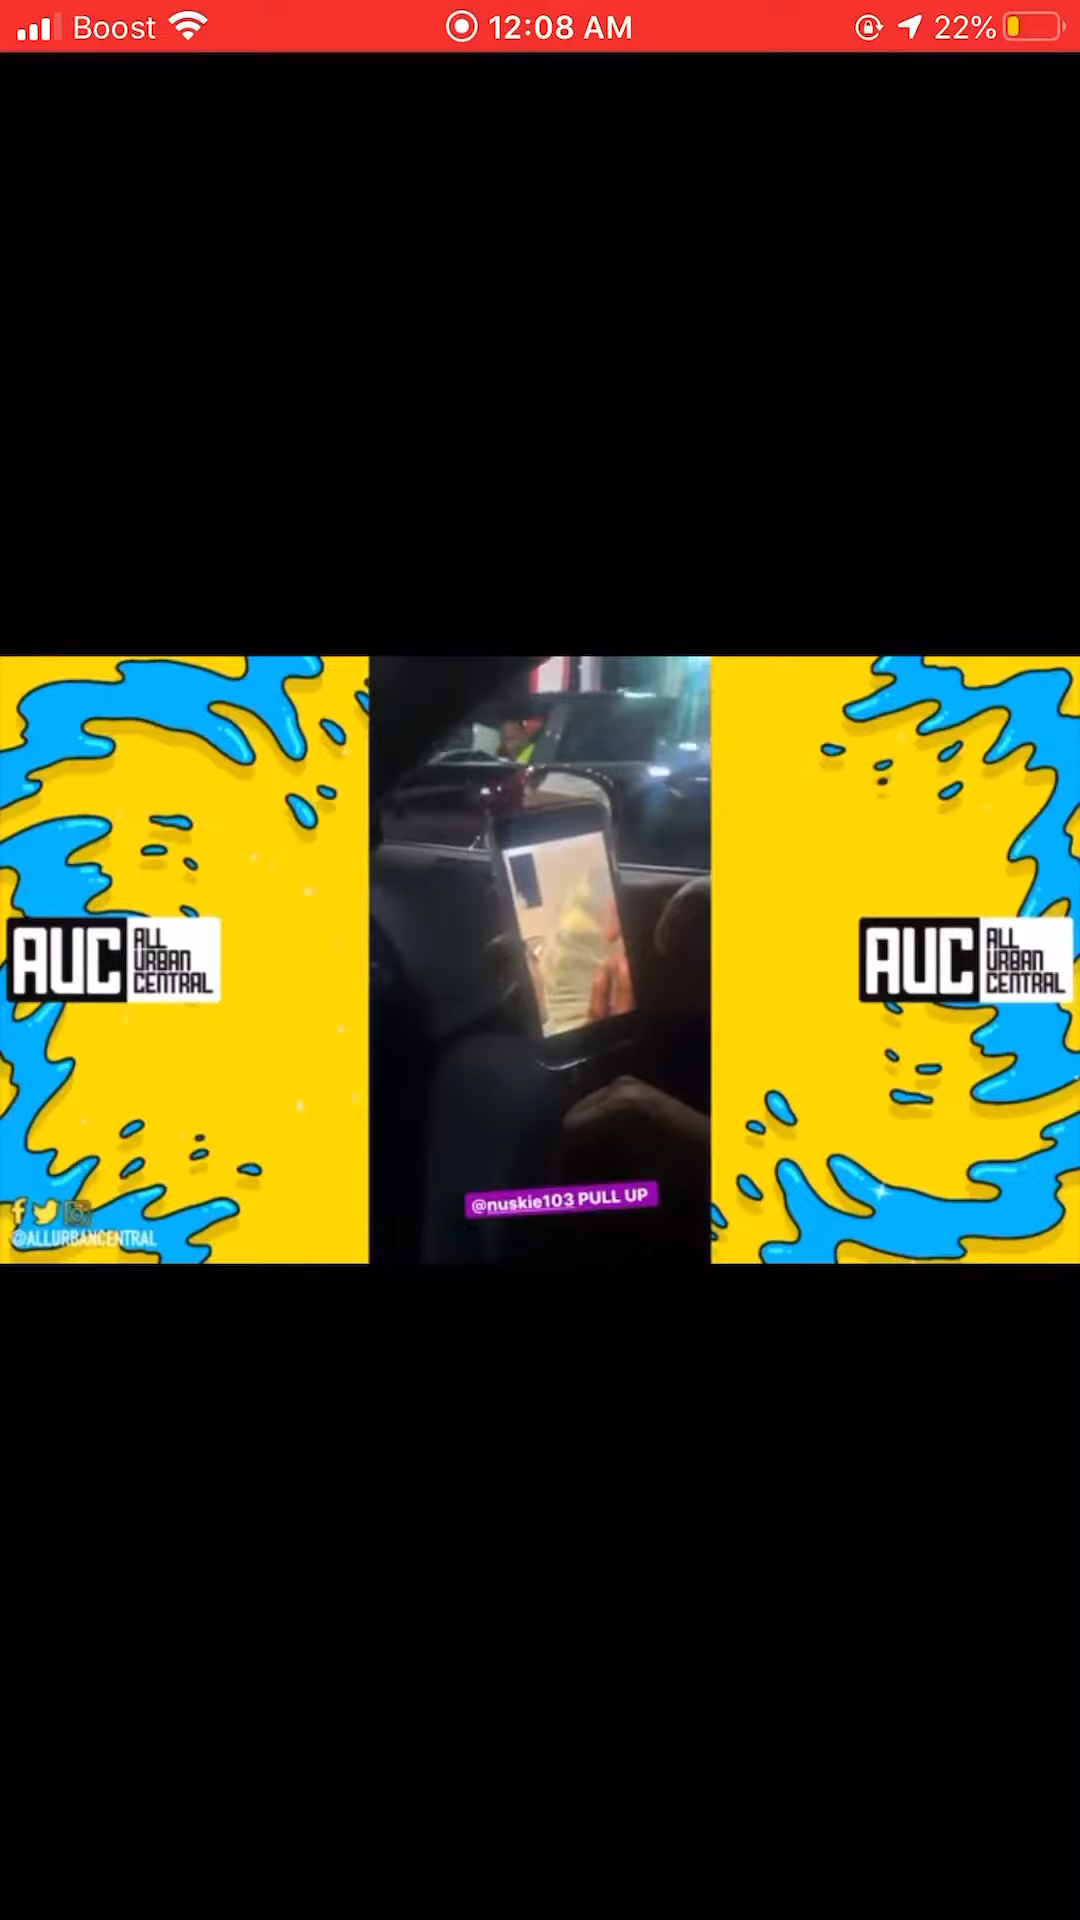 Boost 12:08 AM 22%
AUC ALL
URBAN
CENTRAL
AUC ALL
URBAN
CENTRAL
@nuskie103 PULL UP
@ALLURBANCENTRAL